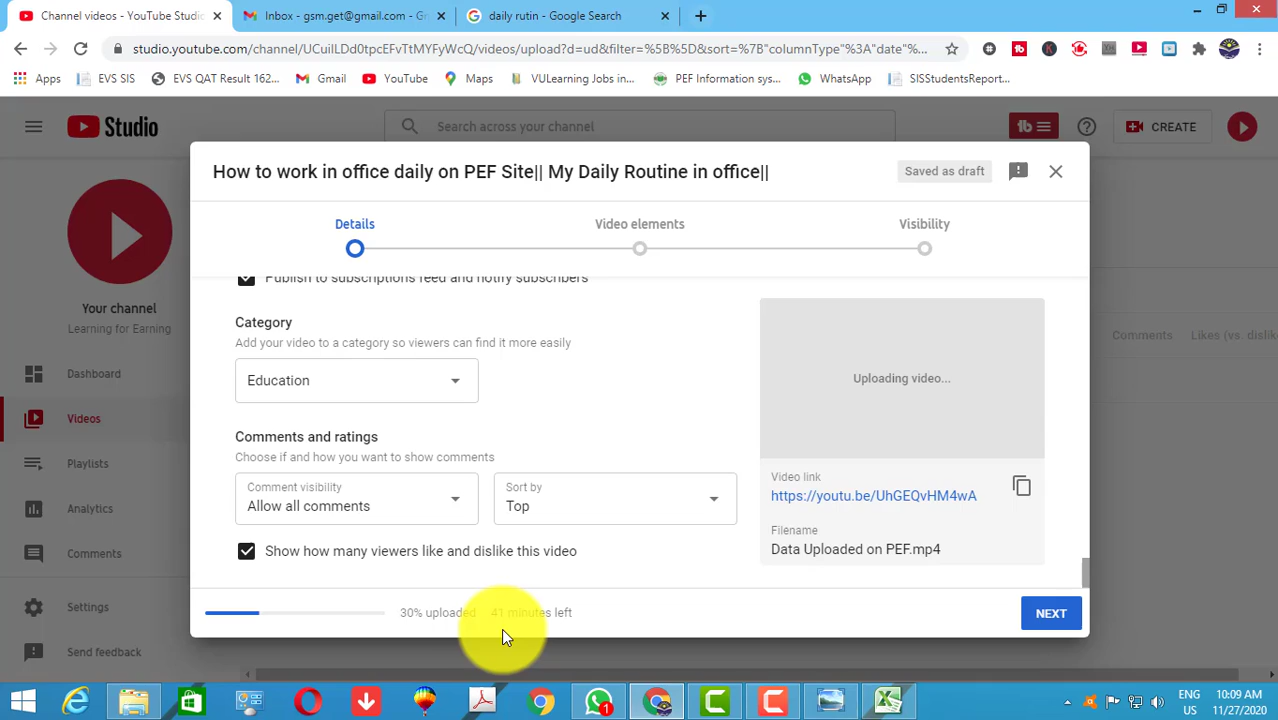 Channel videos - YouTube Studio
Inbox - gsm.get@gmail.com - G
daily rutin - Google Search
studio.youtube.com/channel/UCuilLDd0tpcEFvTtMYFyWcQ/videos/upload?d=ud&filter=%5B%5D&sort=%7B"columnType"%3A"date"%...
Apps
EVS SIS
EVS QAT Result 162...
Gmail
YouTube
Maps
VULearning Jobs in...
PEF Information sys...
WhatsApp
SISStudentsReport...
Studio
Search across your channel
tb
CREATE
How to work in office daily on PEF Site|| My Daily Routine in office||
Saved as draft
Details
Video elements
Visibility
Your channel
Learning for Earning
Dashboard
Videos
Playlists
Analytics
Comments
Settings
Send feedback
Publish to subscriptions feed and notify subscribers
Category
Add your video to a category so viewers can find it more easily
Education
Comments and ratings
Choose if and how you want to show comments
Comment visibility
Allow all comments
Sort by
Top
Show how many viewers like and dislike this video
Uploading video...
Video link
https://youtu.be/UhGEQvHM4wA
Filename
Data Uploaded on PEF.mp4
Comments
Likes (vs. dislike
30% uploaded
41 minutes left
NEXT
1
ENG
US
10:09 AM
11/27/2020